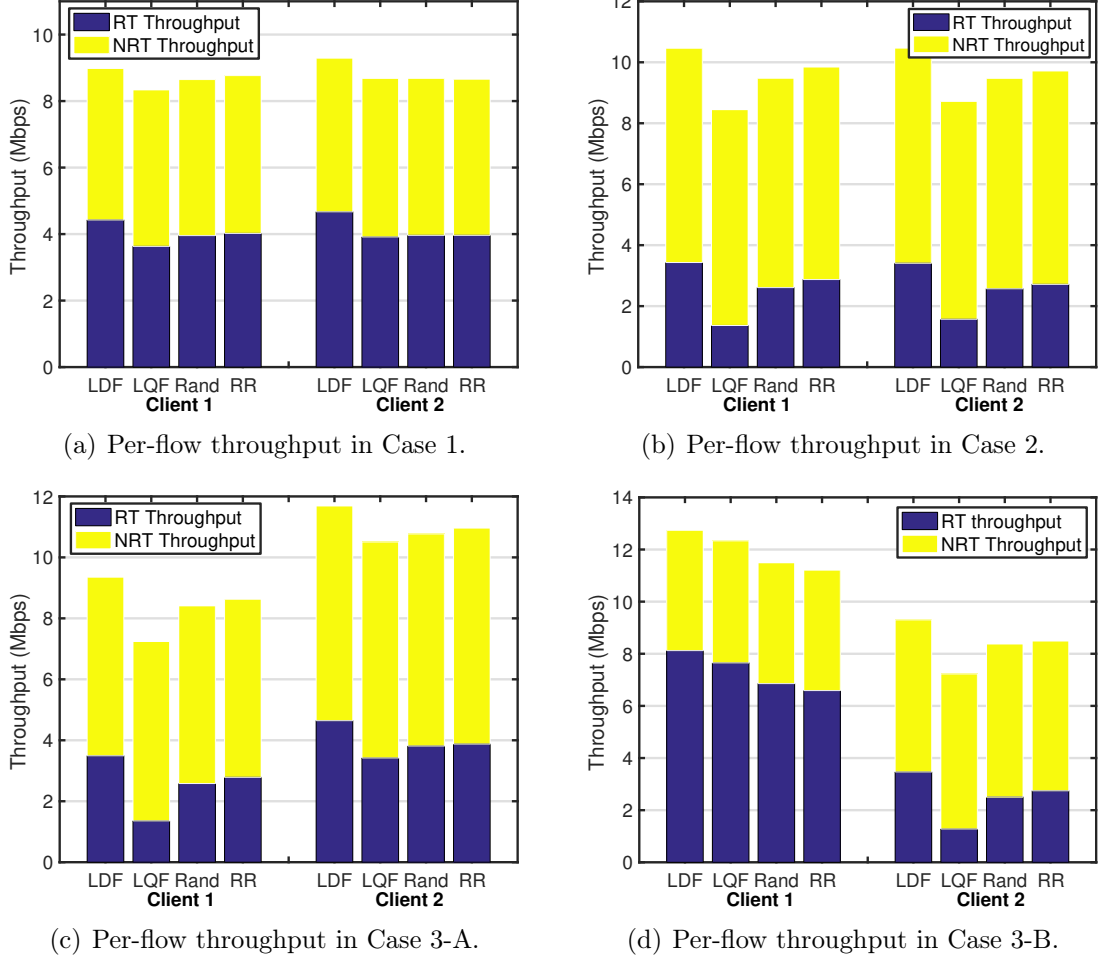 10
8
6
4
2
0
Throughput (Mbps)
RT Throughput
NRT Throughput
LDF LQF Rand RR LDF LQF Rand RR
Client 1 Client 2
(a) Per-flow throughput in Case 1.
12
10
8
6
4
2
0
Throughput (Mbps)
RT Throughput
NRT Throughput
LDF LQF Rand RR LDF LQF Rand RR
Client 1 Client 2
(b) Per-flow throughput in Case 2.
12
10
8
6
4
2
0
Throughput (Mbps)
RT Throughput
NRT Throughput
LDF LQF Rand RR LDF LQF Rand RR
Client 1 Client 2
(c) Per-flow throughput in Case 3-A.
14
12
10
8
6
4
2
0
Throughput (Mbps)
RT throughput
NRT Throughput
LDF LQF Rand RR LDF LQF Rand RR
Client 1 Client 2
(d) Per-flow throughput in Case 3-B.